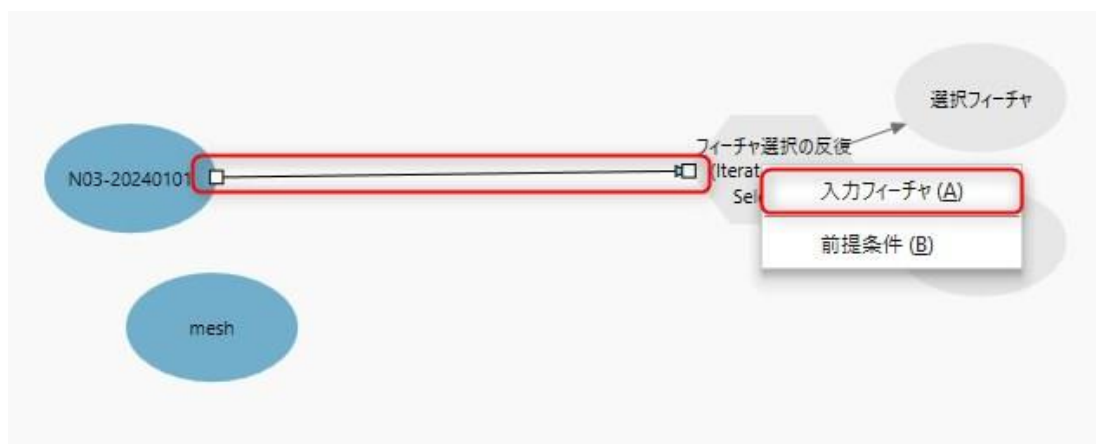 選択フィーチャ
フィーチャ選択の反復
N03-20240101
(Iterat
Sel
入力フィーチャ (A)
前提条件 (B)
mesh